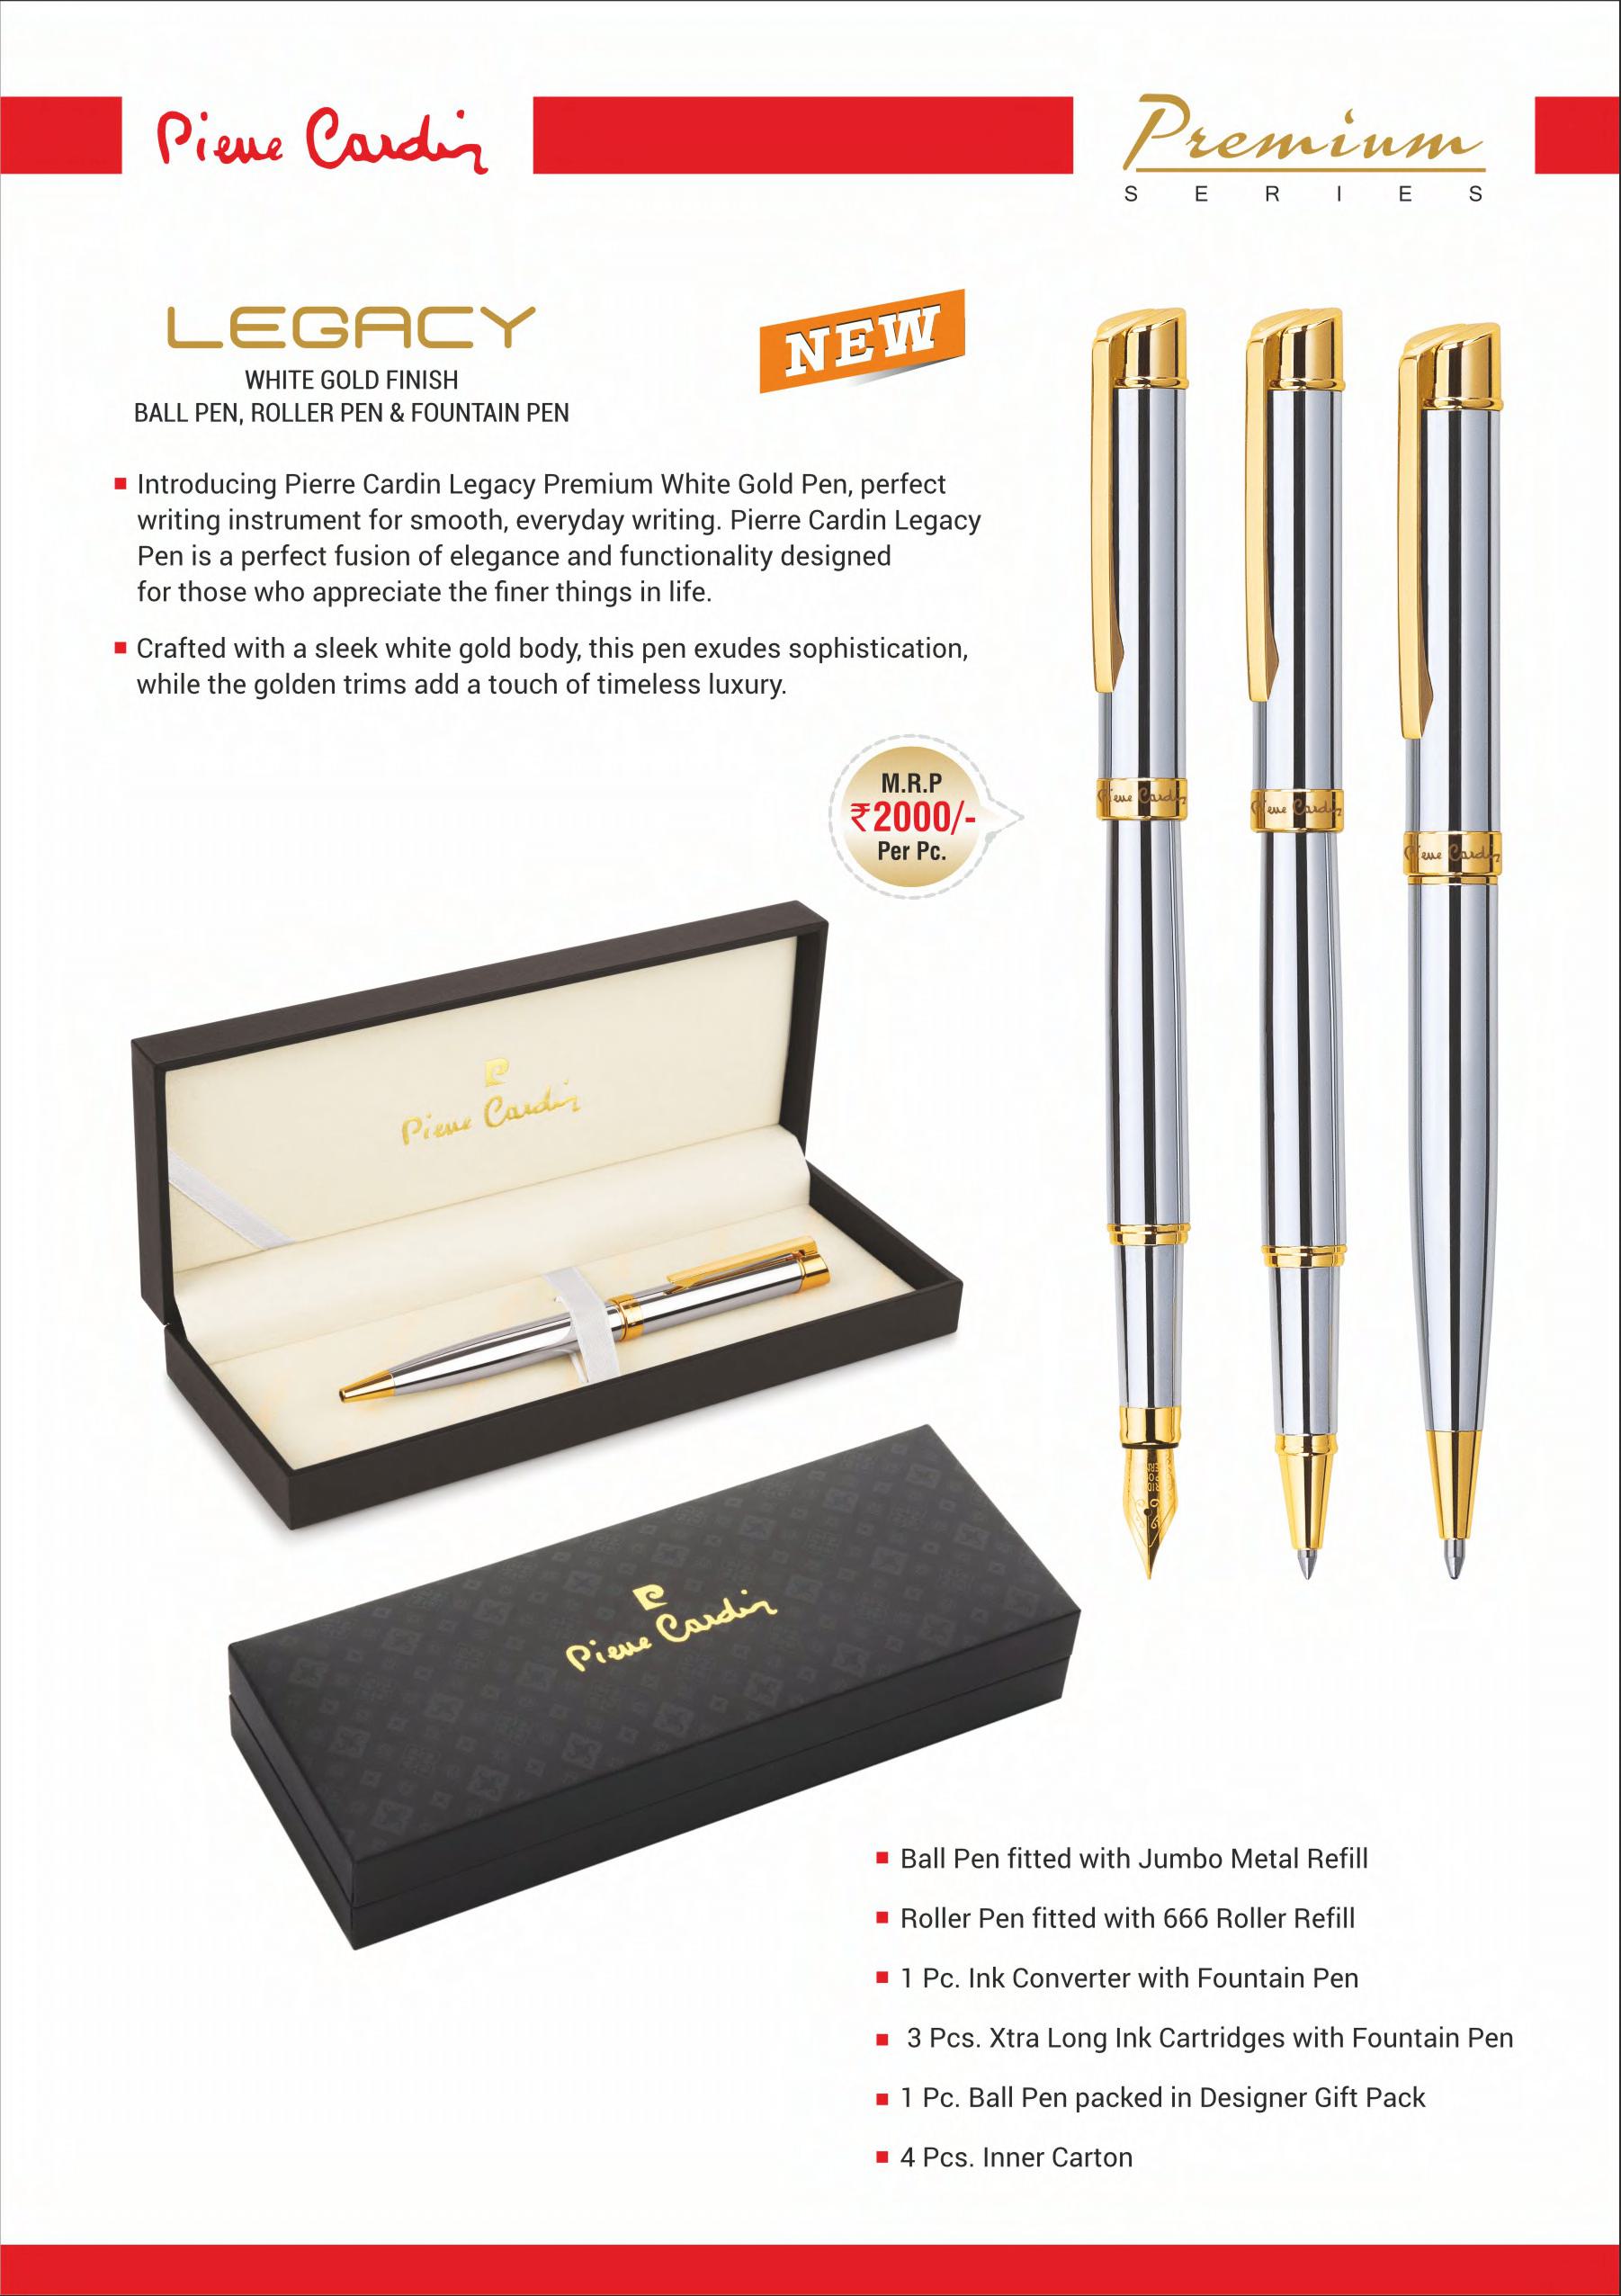 Pierre Cardin
Premium
SERIES
LEGACY
WHITE GOLD FINISH
BALL PEN, ROLLER PEN & FOUNTAIN PEN
NEW
Introducing Pierre Cardin Legacy Premium White Gold Pen, perfect
writing instrument for smooth, everyday writing. Pierre Cardin Legacy
Pen is a perfect fusion of elegance and functionality designed
for those who appreciate the finer things in life.
Crafted with a sleek white gold body, this pen exudes sophistication,
while the golden trims add a touch of timeless luxury.
M.R.P
₹2000/-
Per Pc.
Pierre Cardin
Pierre Cardin
Pierre Cardin
Pierre Cardin
Pierre Cardin
Ball Pen fitted with Jumbo Metal Refill
Roller Pen fitted with 666 Roller Refill
1 Pc. Ink Converter with Fountain Pen
3 Pcs. Xtra Long Ink Cartridges with Fountain Pen
1 Pc. Ball Pen packed in Designer Gift Pack
4 Pcs. Inner Carton